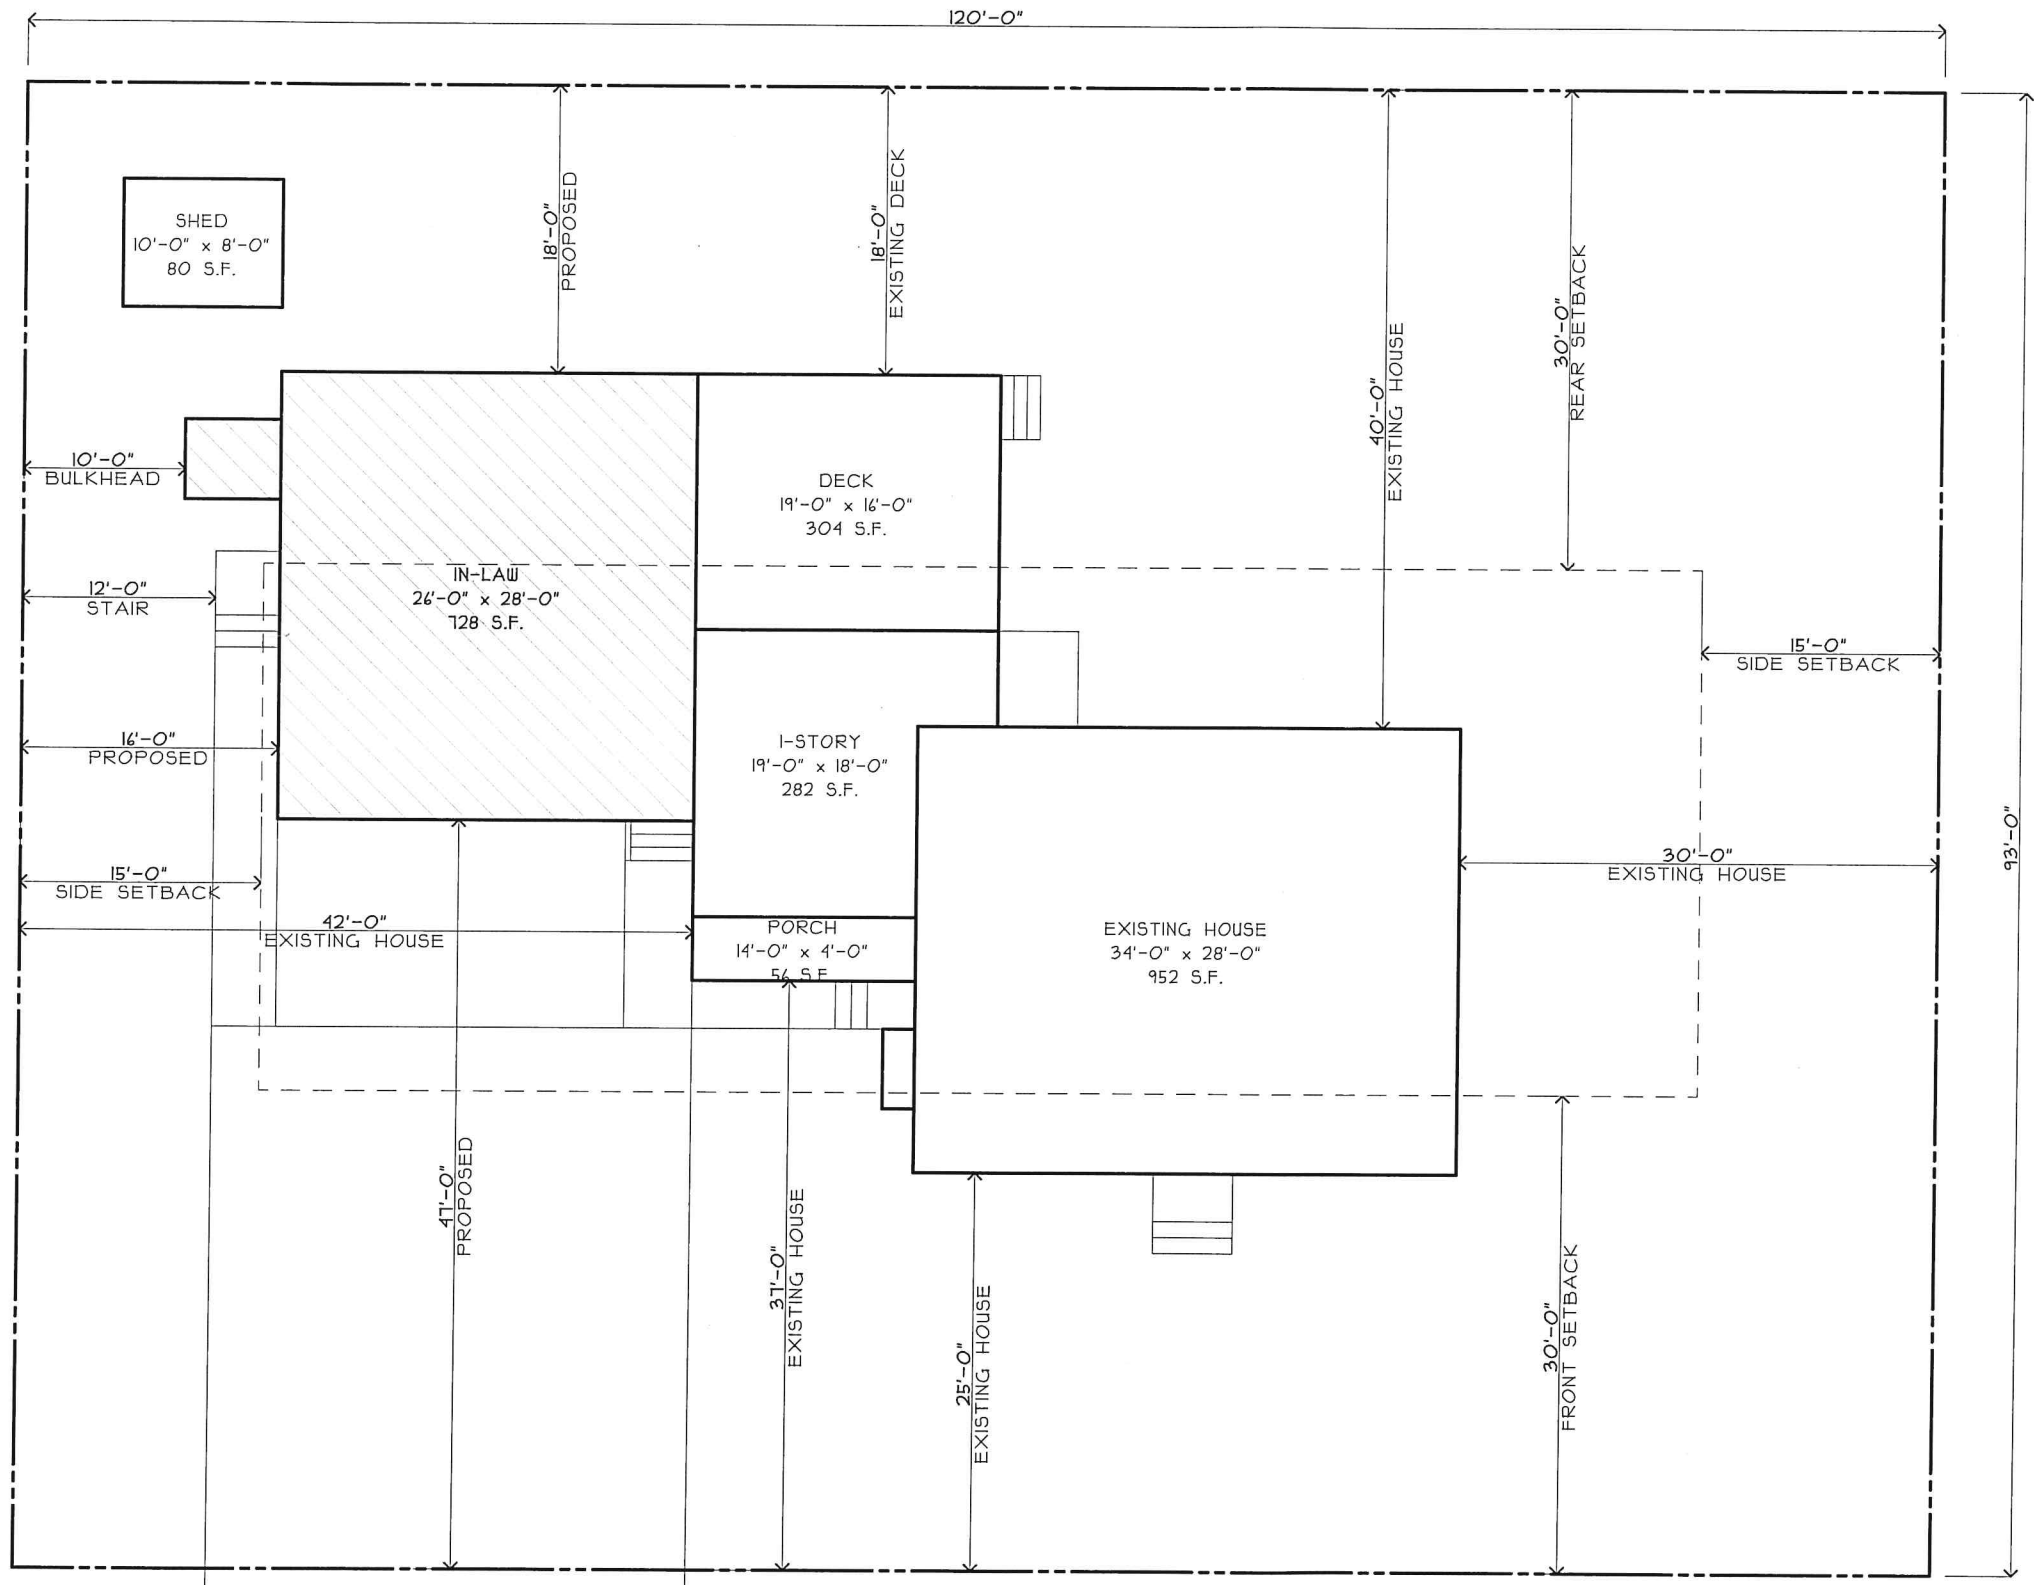 120'-0"
18'-0"
PROPOSED
18'-0"
EXISTING DECK
40'-0"
EXISTING HOUSE
30'-0"
REAR SETBACK
SHED
10'-0" x 8'-0"
80 S.F.
10'-0"
BULKHEAD
DECK
19'-0" x 16'-0"
304 S.F.
IN-LAW
26'-0" x 28'-0"
728 S.F.
12'-0"
STAIR
15'-0"
SIDE SETBACK
16'-0"
PROPOSED
1-STORY
19'-0" x 18'-0"
282 S.F.
93'-0"
15'-0"
SIDE SETBACK
30'-0"
EXISTING HOUSE
42'-0"
EXISTING HOUSE
PORCH
14'-0" x 4'-0"
56 S.F.
EXISTING HOUSE
34'-0" x 28'-0"
952 S.F.
47'-0"
PROPOSED
37'-0"
EXISTING HOUSE
25'-0"
EXISTING HOUSE
30'-0"
FRONT SETBACK